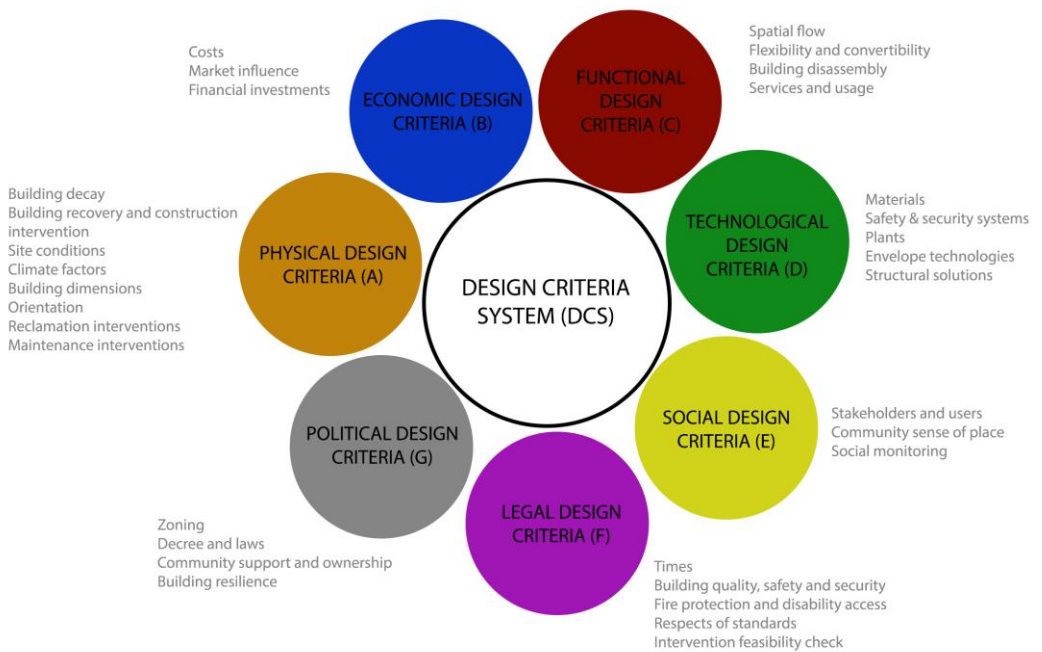 Costs
Market influence
Financial investments
ECONOMIC DESIGN
CRITERIA (B)
FUNCTIONAL
DESIGN
CRITERIA (C)
Spatial flow
Flexibility and convertibility
Building disassembly
Services and usage
Building decay
Building recovery and construction
intervention
Site conditions
Climate factors
Building dimensions
Orientation
Reclamation interventions
Maintenance interventions
PHYSICAL DESIGN
CRITERIA (A)
DESIGN CRITERIA
SYSTEM (DCS)
TECHNOLOGICAL
DESIGN
CRITERIA (D)
Materials
Safety & security systems
Plants
Envelope technologies
Structural solutions
POLITICAL DESIGN
CRITERIA (G)
SOCIAL DESIGN
CRITERIA (E)
Stakeholders and users
Community sense of place
Social monitoring
Zoning
Decree and laws
Community support and ownership
Building resilience
LEGAL DESIGN
CRITERIA (F)
Times
Building quality, safety and security
Fire protection and disability access
Respects of standards
Intervention feasibility check